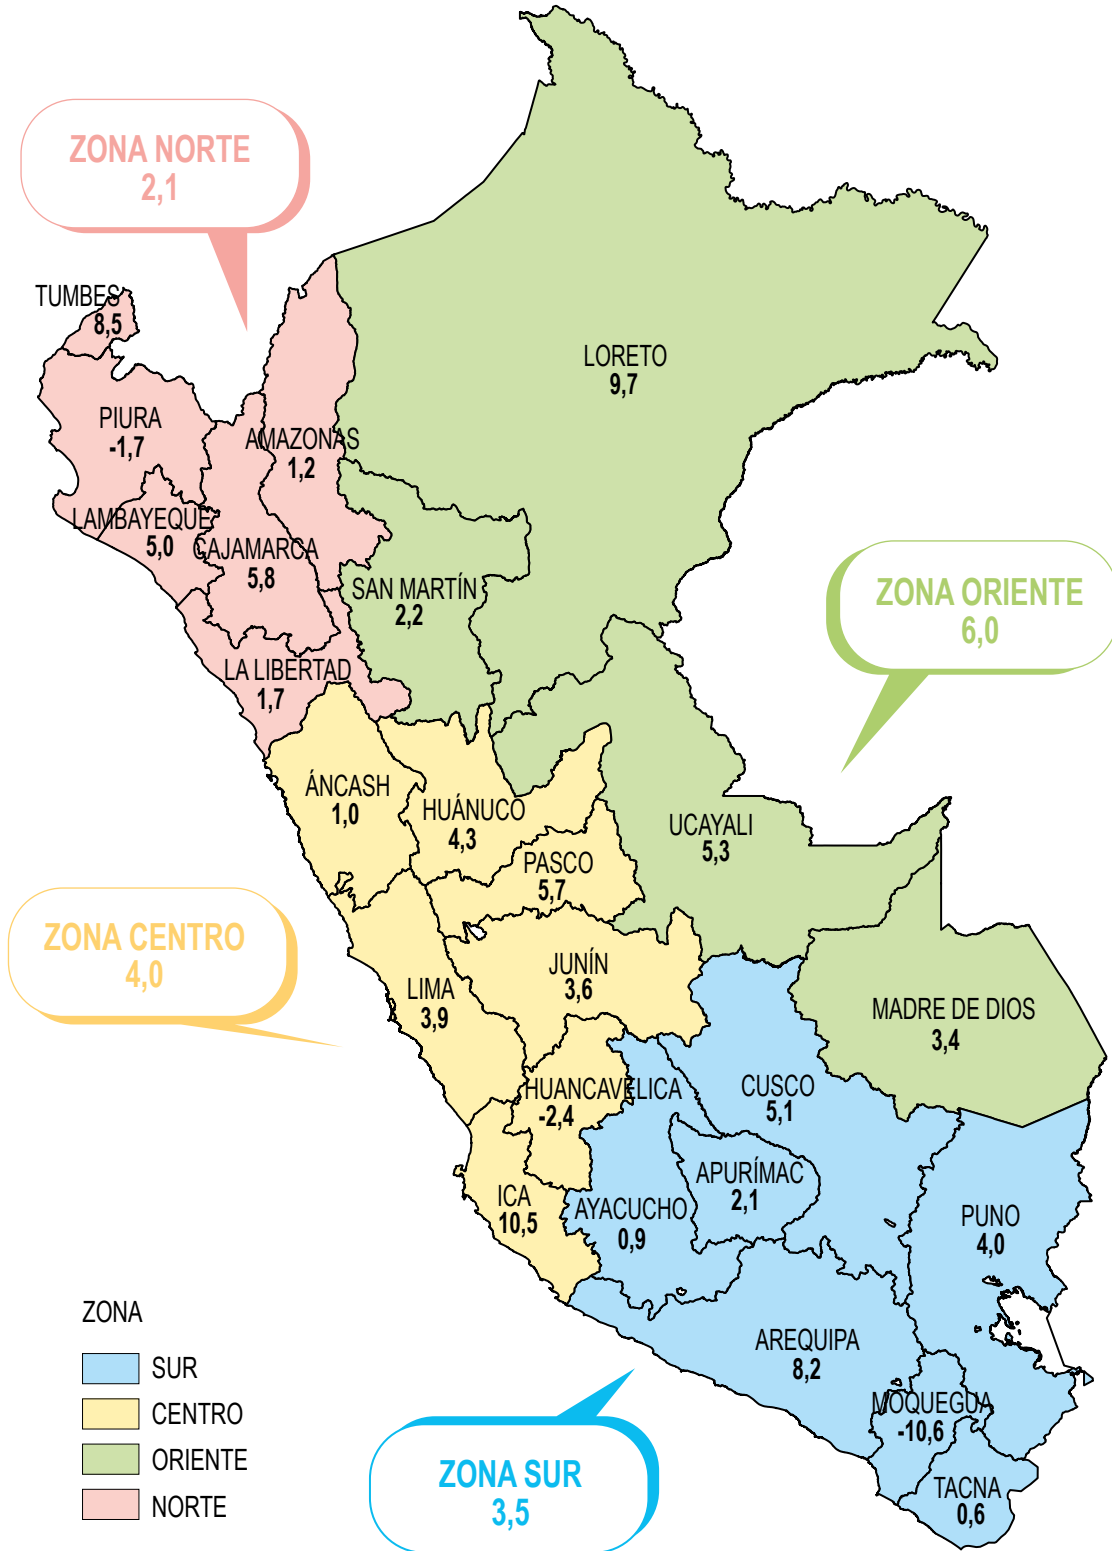 ZONA NORTE
2,1
TUMBES
8,5
LORETO
9,7
PIURA
-1,7
AMAZONAS
1,2
LAMBAYEQUE
5,0
CAJAMARCA
5,8
SAN MARTÍN
2,2
ZONA ORIENTE
6,0
LA LIBERTAD
1,7
ÁNCASH
1,0
HUÁNUCO
4,3
UCAYALI
5,3
PASCO
5,7
ZONA CENTRO
4,0
JUNÍN
3,6
LIMA
3,9
MADRE DE DIOS
3,4
HUANCAVELICA
-2,4
CUSCO
5,1
APURÍMAC
2,1
ICA
10,5
AYACUCHO
0,9
PUNO
4,0
AREQUIPA
8,2
MOQUEGUA
-10,6
TACNA
0,6
ZONA
SUR
CENTRO
ORIENTE
NORTE
ZONA SUR
3,5